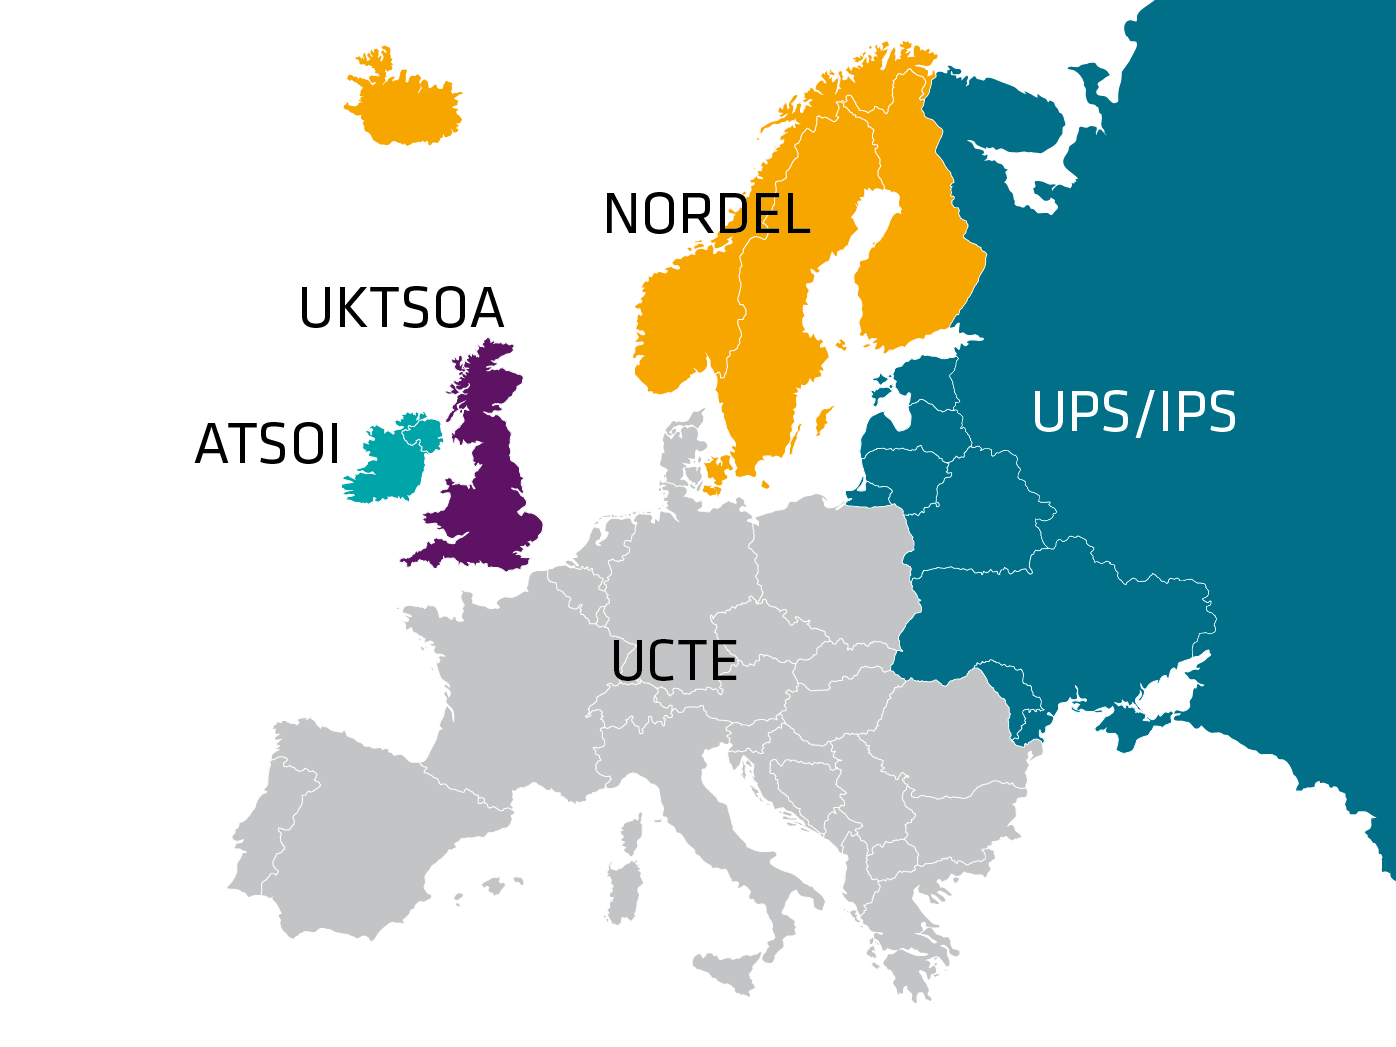 NORDEL
UKTSOA
UPS/IPS
ATSOI
UCTE